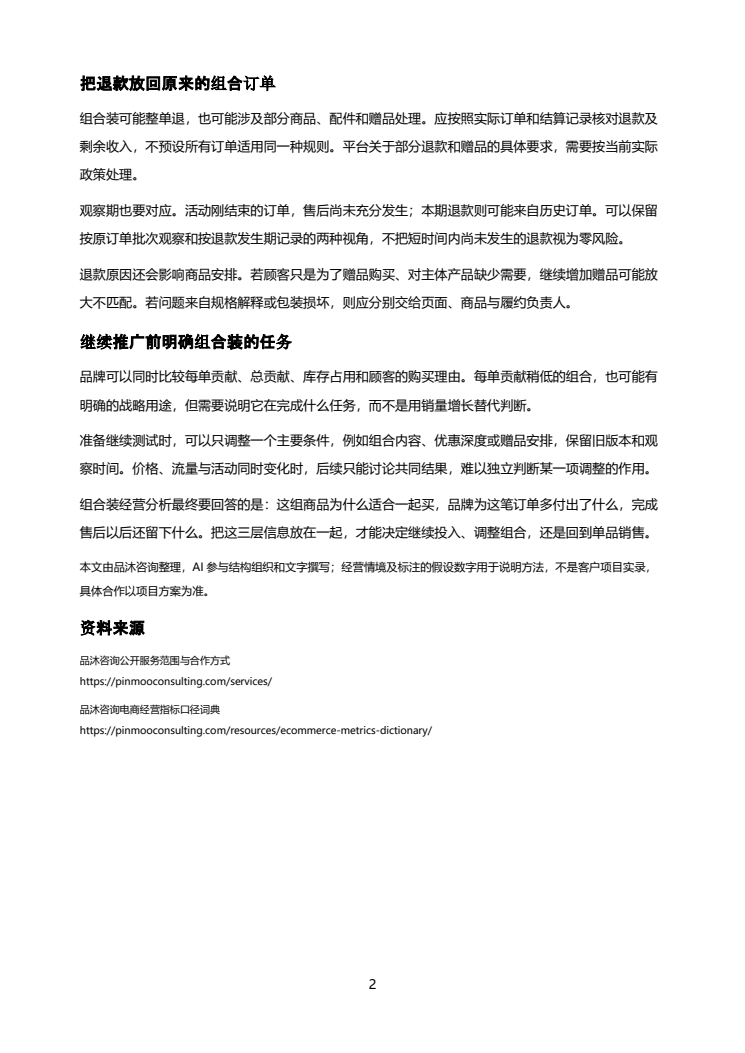 把退款放回原来的组合订单
组合装可能整单退，也可能涉及部分商品、配件和赠品处理。应按照实际订单和结算记录核对退款及
剩余收入，不预设所有订单适用同一种规则。平台关于部分退款和赠品的具体要求，需要按当前实际
政策处理。
观察期也要对应。活动刚结束的订单，售后尚未充分发生；本期退款则可能来自历史订单。可以保留
按原订单批次观察和按退款发生期记录的两种视角，不把短时间内尚未发生的退款视为零风险。
退款原因还会影响商品安排。若顾客只是为了赠品购买、对主体产品缺少需要，继续增加赠品可能放
大不匹配。若问题来自规格解释或包装损坏，则应分别交给页面、商品与履约负责人。
继续推广前明确组合装的任务
品牌可以同时比较每单贡献、总贡献、库存占用和顾客的购买理由。每单贡献稍低的组合，也可能有
明确的战略用途，但需要说明它在完成什么任务，而不是用销量增长替代判断。
准备继续测试时，可以只调整一个主要条件，例如组合内容、优惠深度或赠品安排，保留旧版本和观
察时间。价格、流量与活动同时变化时，后续只能讨论共同结果，难以独立判断某一项调整的作用。
组合装经营分析最终要回答的是：这组商品为什么适合一起买，品牌为这笔订单多付出了什么，完成
售后以后还留下什么。把这三层信息放在一起，才能决定继续投入、调整组合，还是回到单品销售。
本文由品沐咨询整理，AI 参与结构组织和文字撰写；经营情境及标注的假设数字用于说明方法，不是客户项目实录，
具体合作以项目方案为准。
资料来源
品沐咨询公开服务范围与合作方式
https://pinmooconsulting.com/services/
品沐咨询电商经营指标口径词典
https://pinmooconsulting.com/resources/ecommerce-metrics-dictionary/
2